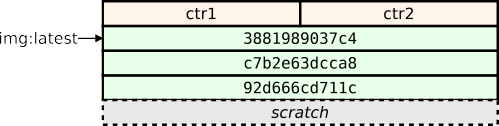 ctr1 ctr2
img:latest 3881989037c4
c7b2e63dcca8
92d666cd711c
scratch